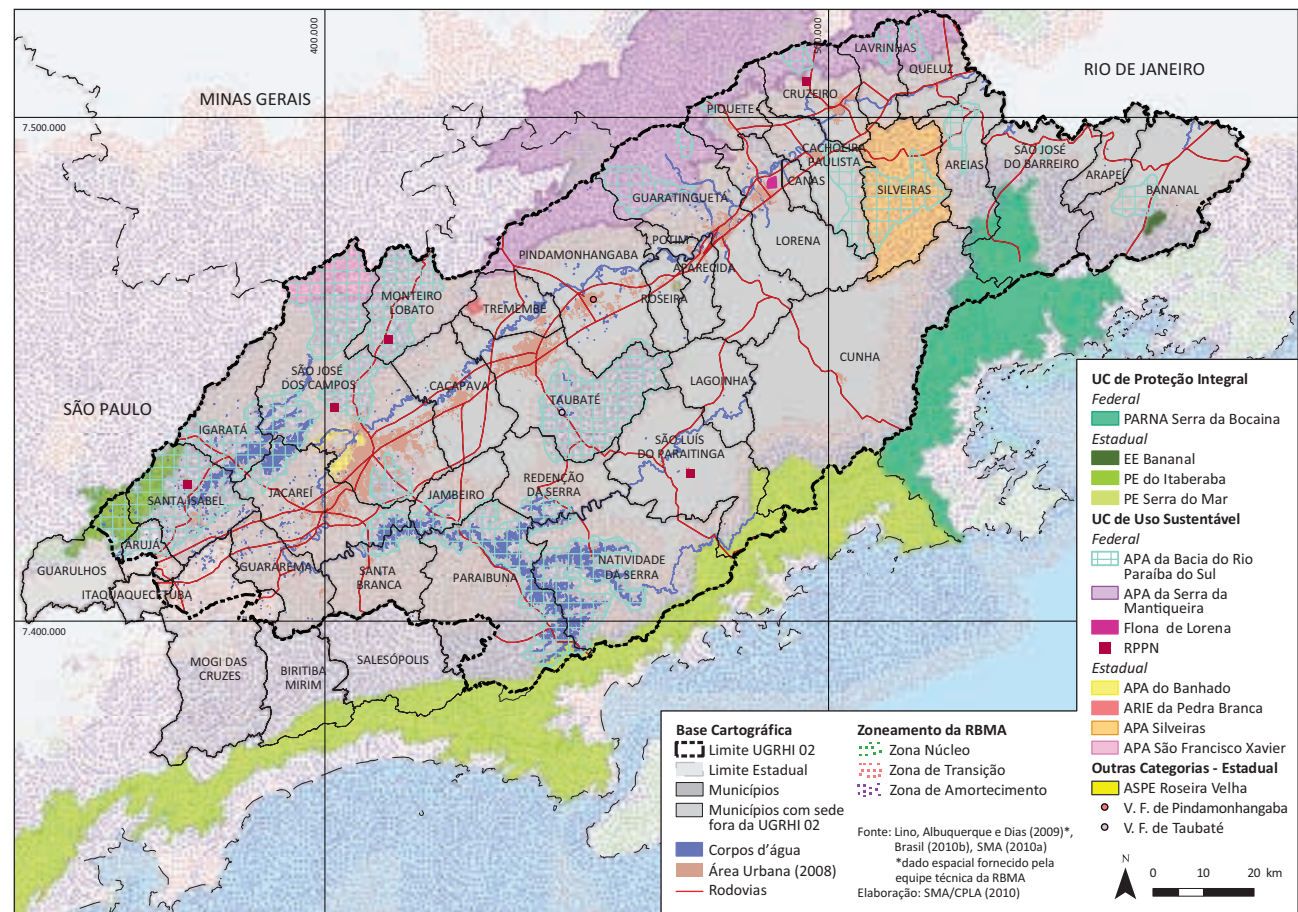 400.000
500.000
LAVRINHAS
QUELUZ
RIO DE JANEIRO
MINAS GERAIS
CRUZEIRO
PIQUETE
7.500.000
CACHOEIRA
PAULISTA
SÃO JOSÉ
DO BARREIRO
AREIAS
ARAPEÍ
CANAS
SILVEIRAS
BANANAL
GUARATINGUETÁ
LORENA
POTIM
PINDAMONHANGABA
APARECIDA
MONTEIRO
LOBATO
ROSEIRA
TREMEMBÉ
CUNHA
SÃO JOSÉ
DOS CAMPOS
CAÇAPAVA
LAGOINHA
TAUBATÉ
SÃO PAULO
IGARATÁ
SÃO LUÍS
DO PARAITINGA
REDENÇÃO
DA SERRA
SANTA ISABEL
JACAREÍ
JAMBEIRO
ARUJÁ
GUARULHOS
GUARAREMA
SANTA
BRANCA
PARAIBUNA
NATIVIDADE
DA SERRA
ITAQUAQUECETUBA
7.400.000
MOGI DAS
CRUZES
BIRITIBA
MIRIM
SALESÓPOLIS
UC de Proteção Integral
Federal
PARNA Serra da Bocaina
Estadual
EE Bananal
PE do Itaberaba
PE Serra do Mar
UC de Uso Sustentável
Federal
APA da Bacia do Rio
Paraíba do Sul
APA da Serra da
Mantiqueira
Flona de Lorena
RPPN
Estadual
APA do Banhado
ARIE da Pedra Branca
APA Silveiras
APA São Francisco Xavier
Outras Categorias - Estadual
ASPE Roseira Velha
V. F. de Pindamonhangaba
V. F. de Taubaté
Base Cartográfica
Limite UGRHI 02
Limite Estadual
Municípios
Municípios com sede
fora da UGRHI 02
Corpos d’água
Área Urbana (2008)
Rodovias
Zoneamento da RBMA
Zona Núcleo
Zona de Transição
Zona de Amortecimento
Fonte: Lino, Albuquerque e Dias (2009)*,
Brasil (2010b), SMA (2010a)
*dado espacial fornecido pela
equipe técnica da RBMA
Elaboração: SMA/CPLA (2010)
N
0 10 20 km